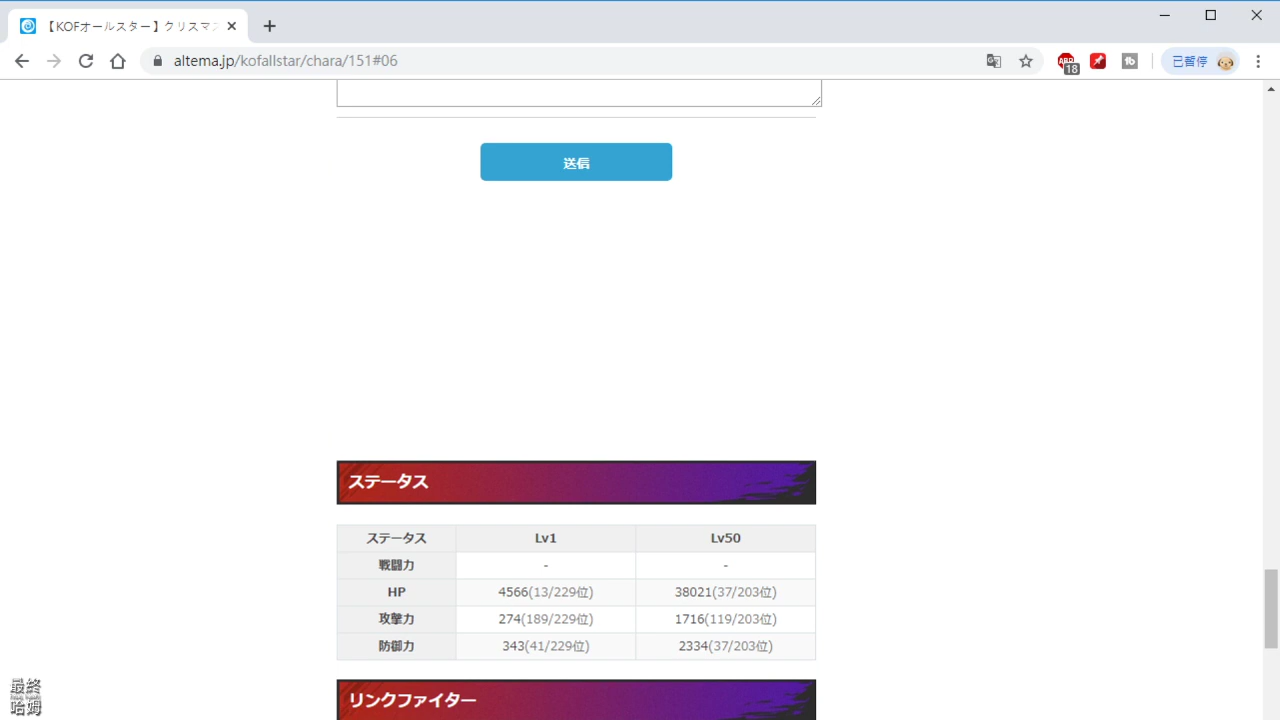 【KOFオールスター】クリスマス
altema.jp/kofallstar/chara/151#06
ABP
18
tb
已暫停
送信
ステータス
ステータス Lv1 Lv50
戦闘力 - -
HP 4566(13/229位) 38021(37/203位)
攻撃力 274(189/229位) 1716(119/203位)
防御力 343(41/229位) 2334(37/203位)
リンクファイター
最終
哈姆